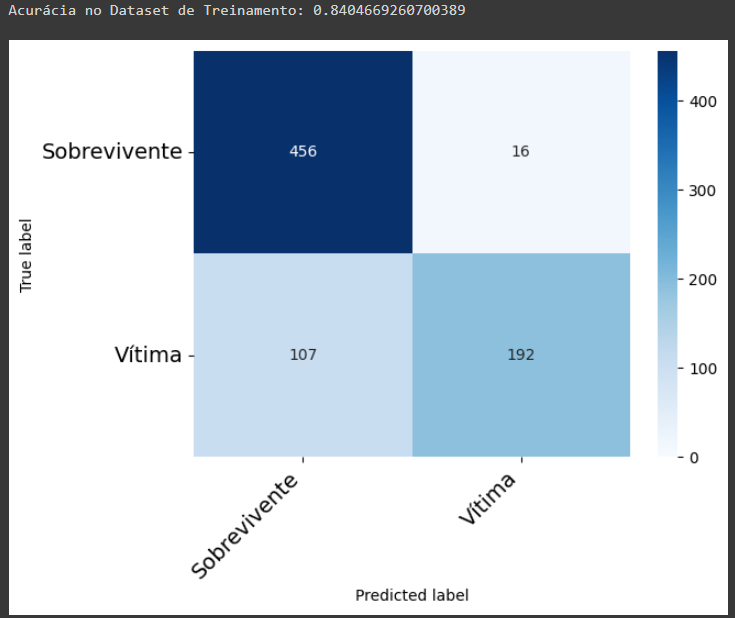 Acurácia no Dataset de Treinamento: 0.8404669260700389
Sobrevivente
456
16
Vítima
107
192
True label
Sobrevivente
Vítima
Predicted label
400
300
200
100
0